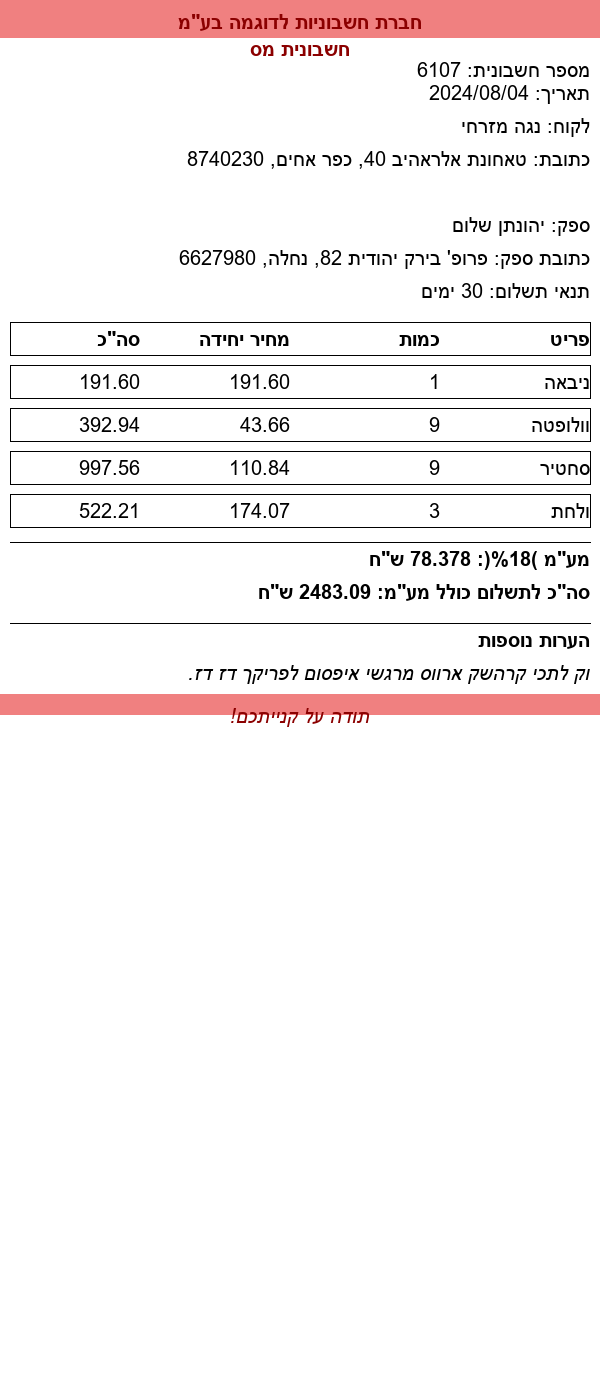 חברת חשבוניות לדוגמה בע"מ
חשבונית מס
מספר חשבונית: 6107
תאריך: 2024/08/04
לקוח: נגה מזרחי
כתובת: טאחונת אלראהיב 40, כפר אחים, 8740230
ספק: יהונתן שלום
כתובת ספק: פרופ' בירק יהודית 82, נחלה, 6627980
תנאי תשלום: 30 ימים
פריט כמות מחיר יחידה סה"כ
ניבאה 1 191.60 191.60
וולופטה 9 43.66 392.94
סחטיר 9 110.84 997.56
ולחת 3 174.07 522.21
מע"מ )18%(: 78.378 ש"ח
סה"כ לתשלום כולל מע"מ: 2483.09 ש"ח
הערות נוספות
וק לתכי קרהשק ארווס מרגשי איפסום לפריקך דז דז.
תודה על קנייתכם!